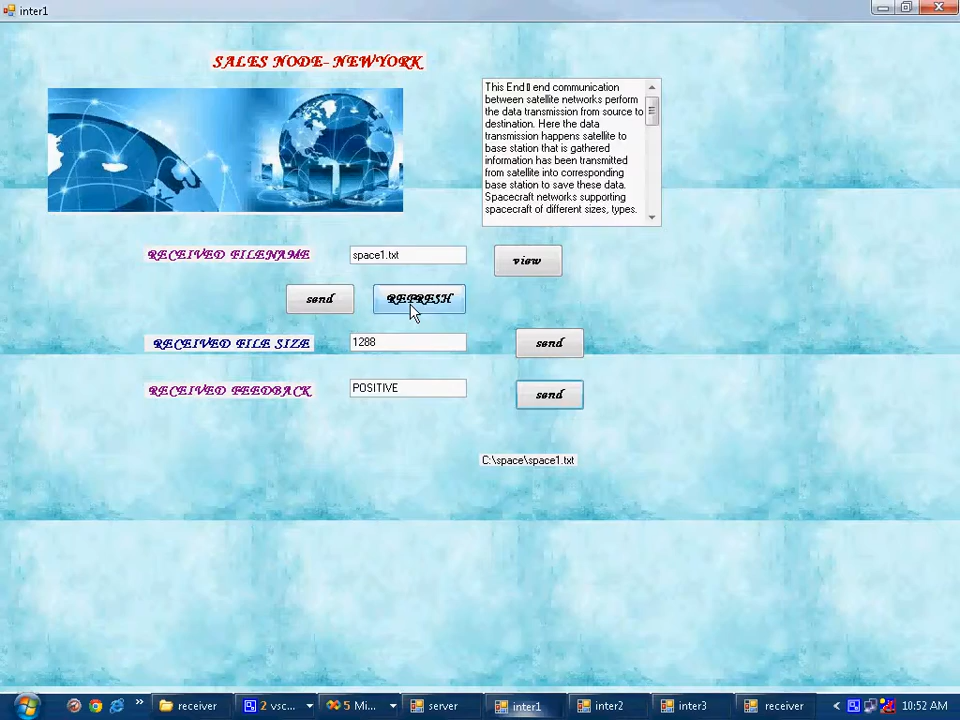 inter1
SALES NODE- NEWYORK
This End▯ end communication
between satellite networks perform
the data transmission from source to
destination. Here the data
transmission happens satellite to
base station that is gathered
information has been transmitted
from satellite into corresponding
base station to save these data.
Spacecraft networks supporting
spacecraft of different sizes, types.
RECEIVED FILENAME
space1.txt
view
send
REFRESH
RECEIVED FILE SIZE
1288
send
RECEIVED FEEDBACK
POSITIVE
send
C:\space\space1.txt
receiver
2 vsc...
5 Mi...
server
inter1
inter2
inter3
receiver
10:52 AM